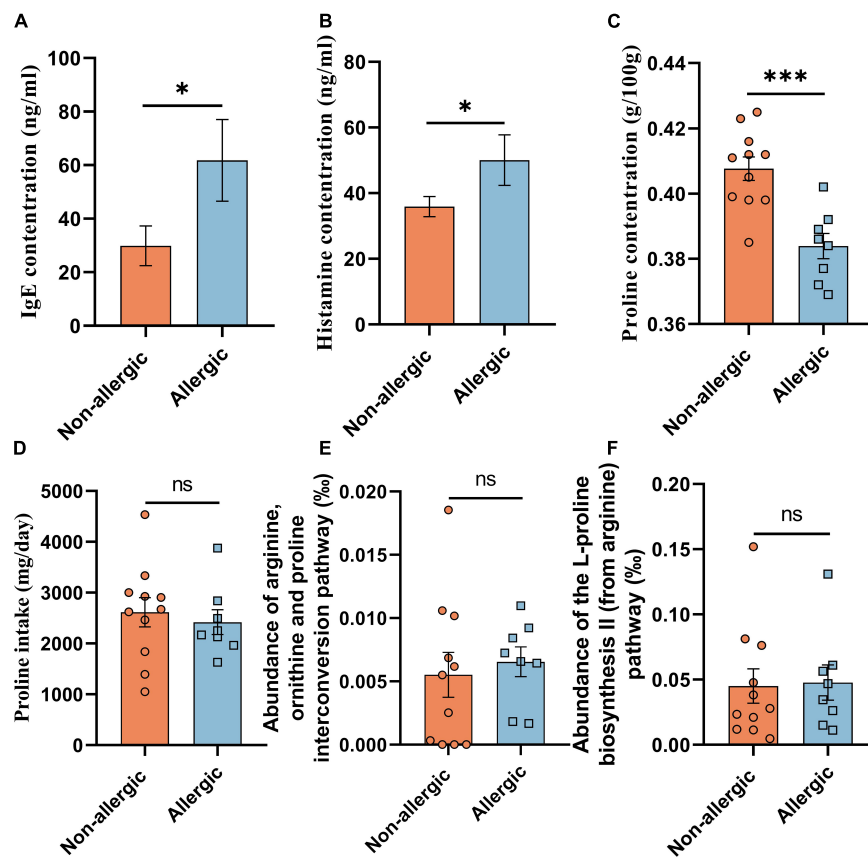 A
IgE contentration (ng/ml)
100
80
60
40
20
0
*
Non-allergic
Allergic
B
Histamine contentration (ng/ml)
80
60
40
20
0
*
Non-allergic
Allergic
C
Proline contentration (g/100g)
0.44
0.42
0.40
0.38
0.36
***
Non-allergic
Allergic
D
Proline intake (mg/day)
5000
4000
3000
2000
1000
0
ns
Non-allergic
Allergic
E
Abundance of arginine,
ornithine and proline
interconversion pathway (‰)
0.020
0.015
0.010
0.005
0.000
ns
Non-allergic
Allergic
F
Abundance of the L-proline
biosynthesis II (from arginine)
pathway (‰)
0.20
0.15
0.10
0.05
0.00
ns
Non-allergic
Allergic